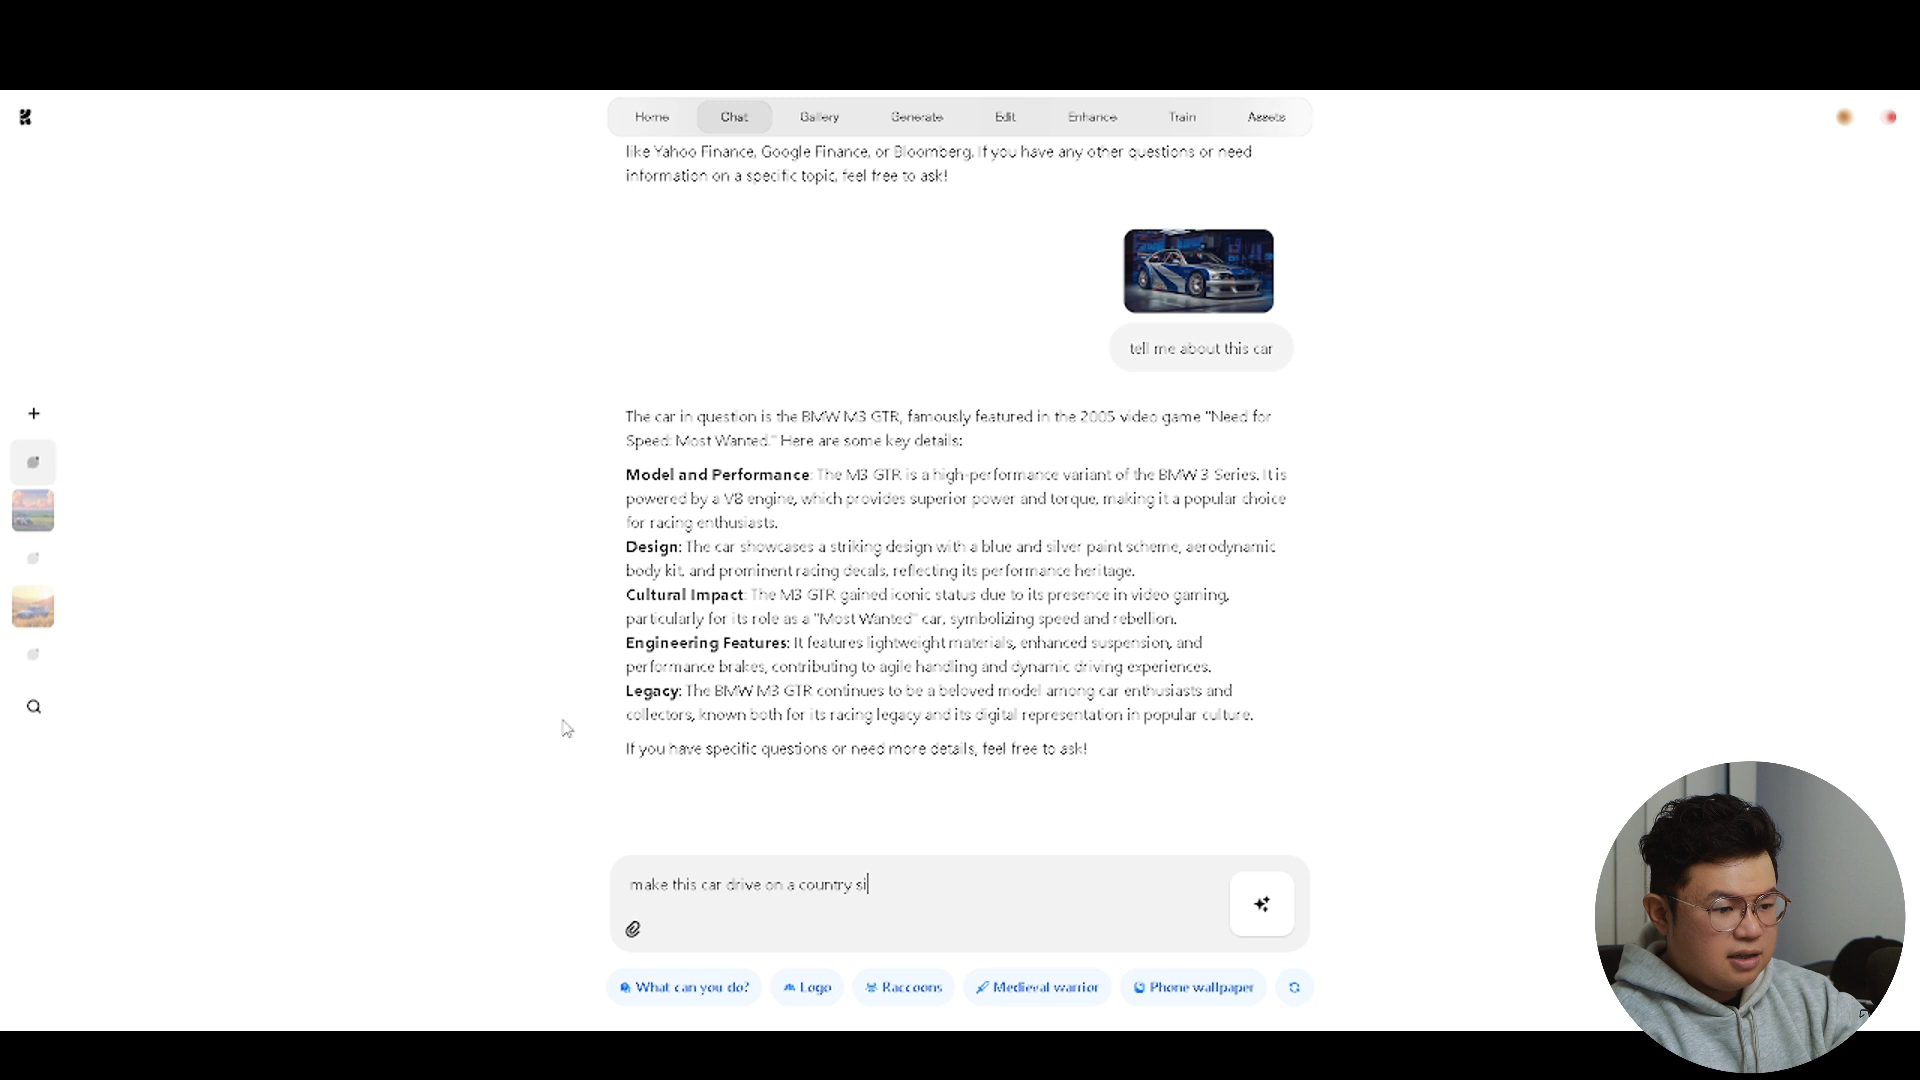 Home Chat Gallery Generate Edit Enhance Train Assets
like Yahoo Finance, Google Finance, or Bloomberg. If you have any other questions or need
information on a specific topic, feel free to ask!
tell me about this car
The car in question is the BMW M3 GTR, famously featured in the 2005 video game "Need for
Speed: Most Wanted." Here are some key details:
Model and Performance: The M3 GTR is a high-performance variant of the BMW 3 Series. It is
powered by a V8 engine, which provides superior power and torque, making it a popular choice
for racing enthusiasts.
Design: The car showcases a striking design with a blue and silver paint scheme, aerodynamic
body kit, and prominent racing decals, reflecting its performance heritage.
Cultural Impact: The M3 GTR gained iconic status due to its presence in video gaming,
particularly for its role as a "Most Wanted" car, symbolizing speed and rebellion.
Engineering Features: It features lightweight materials, enhanced suspension, and
performance brakes, contributing to agile handling and dynamic driving experiences.
Legacy: The BMW M3 GTR continues to be a beloved model among car enthusiasts and
collectors, known both for its racing legacy and its digital representation in popular culture.
If you have specific questions or need more details, feel free to ask!
make this car drive on a country si
What can you do? Logo Raccoons Medieval warrior Phone wallpaper